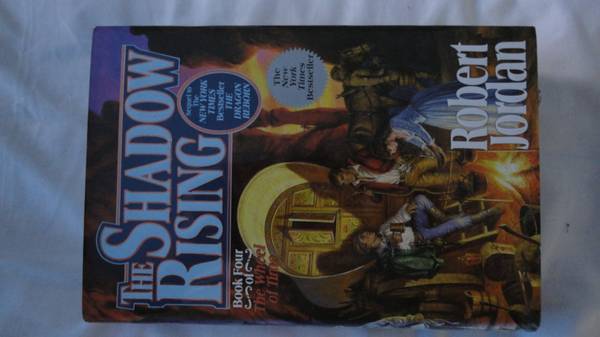 THE SHADOW
RISING
Sequel to
The
NEW YORK
TIMES
Bestseller
THE
DRAGON
REBORN
The
New
York
Times
Bestseller
Book Four
of
The Wheel
of Time
Robert
Jordan